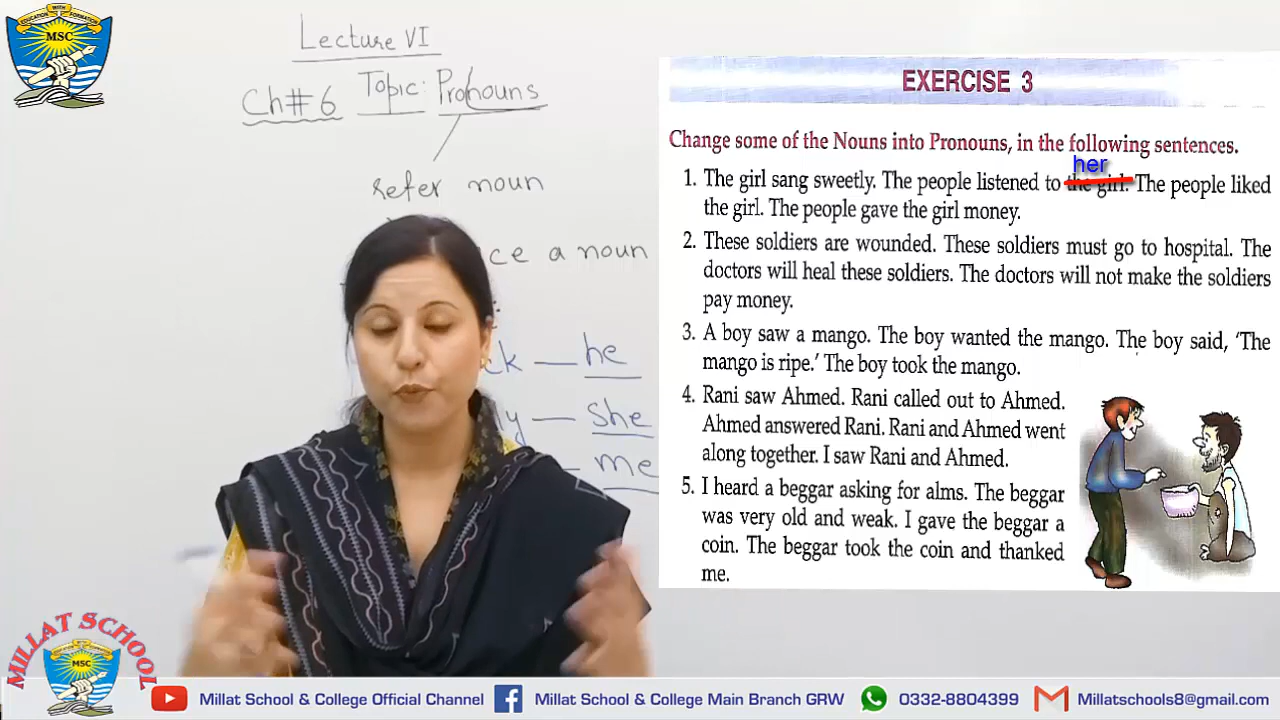 EDUCATION WITH FORMATION
MSC
Lecture VI
Ch#6 Topic: Pronouns
refer noun
ce a noun
ck — he
y — she
— me
EXERCISE 3
Change some of the Nouns into Pronouns, in the following sentences.
her
1. The girl sang sweetly. The people listened to the girl. The people liked
the girl. The people gave the girl money.
2. These soldiers are wounded. These soldiers must go to hospital. The
doctors will heal these soldiers. The doctors will not make the soldiers
pay money.
3. A boy saw a mango. The boy wanted the mango. The boy said, ‘The
mango is ripe.’ The boy took the mango.
4. Rani saw Ahmed. Rani called out to Ahmed.
Ahmed answered Rani. Rani and Ahmed went
along together. I saw Rani and Ahmed.
5. I heard a beggar asking for alms. The beggar
was very old and weak. I gave the beggar a
coin. The beggar took the coin and thanked
me.
MILLAT SCHOOL
MSC
Millat School & College Official Channel
Millat School & College Main Branch GRW
0332-8804399
Millatschools8@gmail.com